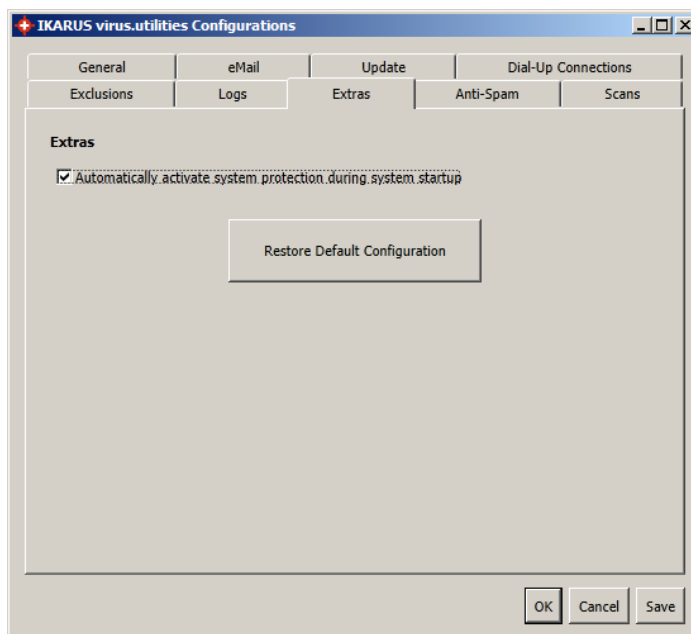 IKARUS virus.utilities Configurations
General eMail Update Dial-Up Connections
Exclusions Logs Extras Anti-Spam Scans
Extras
Automatically activate system protection during system startup
Restore Default Configuration
OK Cancel Save